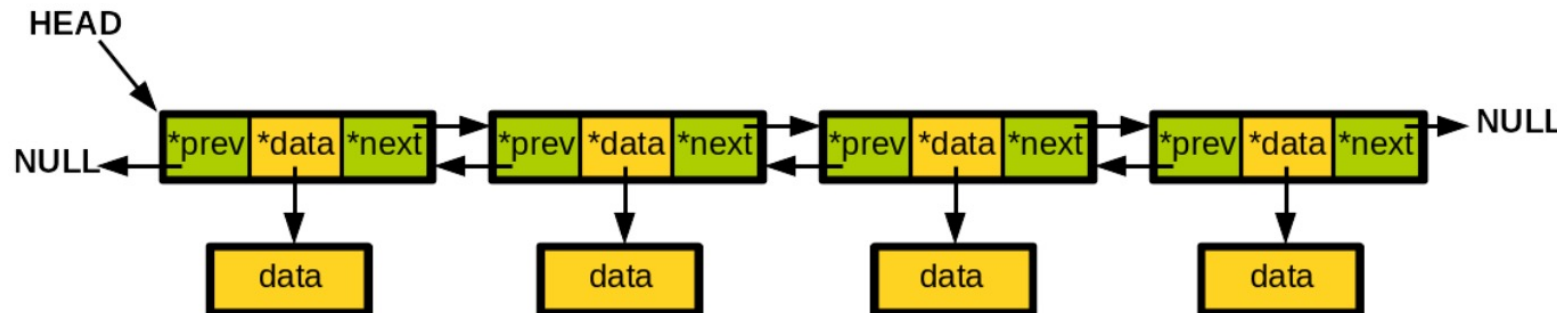 HEAD
*prev *data *next *prev *data *next *prev *data *next *prev *data *next NULL
NULL
data data data data